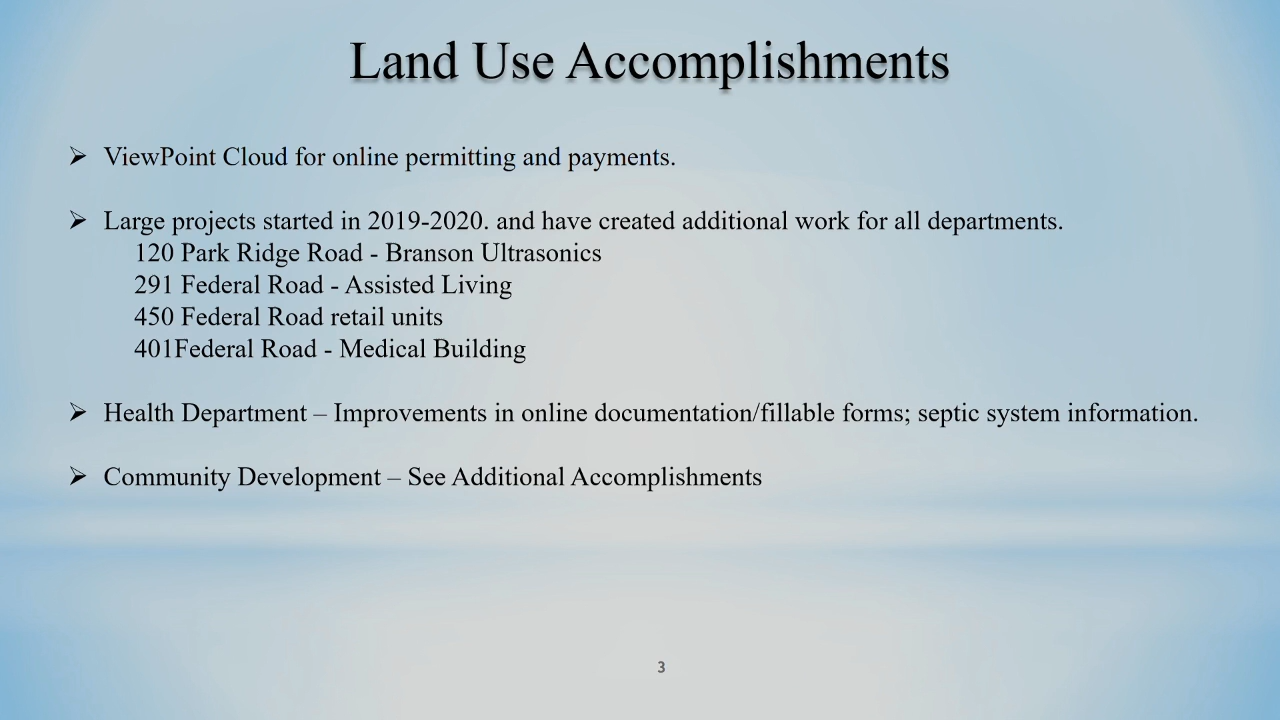 Land Use Accomplishments
➢ ViewPoint Cloud for online permitting and payments.
➢ Large projects started in 2019-2020. and have created additional work for all departments.
120 Park Ridge Road - Branson Ultrasonics
291 Federal Road - Assisted Living
450 Federal Road retail units
401Federal Road - Medical Building
➢ Health Department – Improvements in online documentation/fillable forms; septic system information.
➢ Community Development – See Additional Accomplishments
3